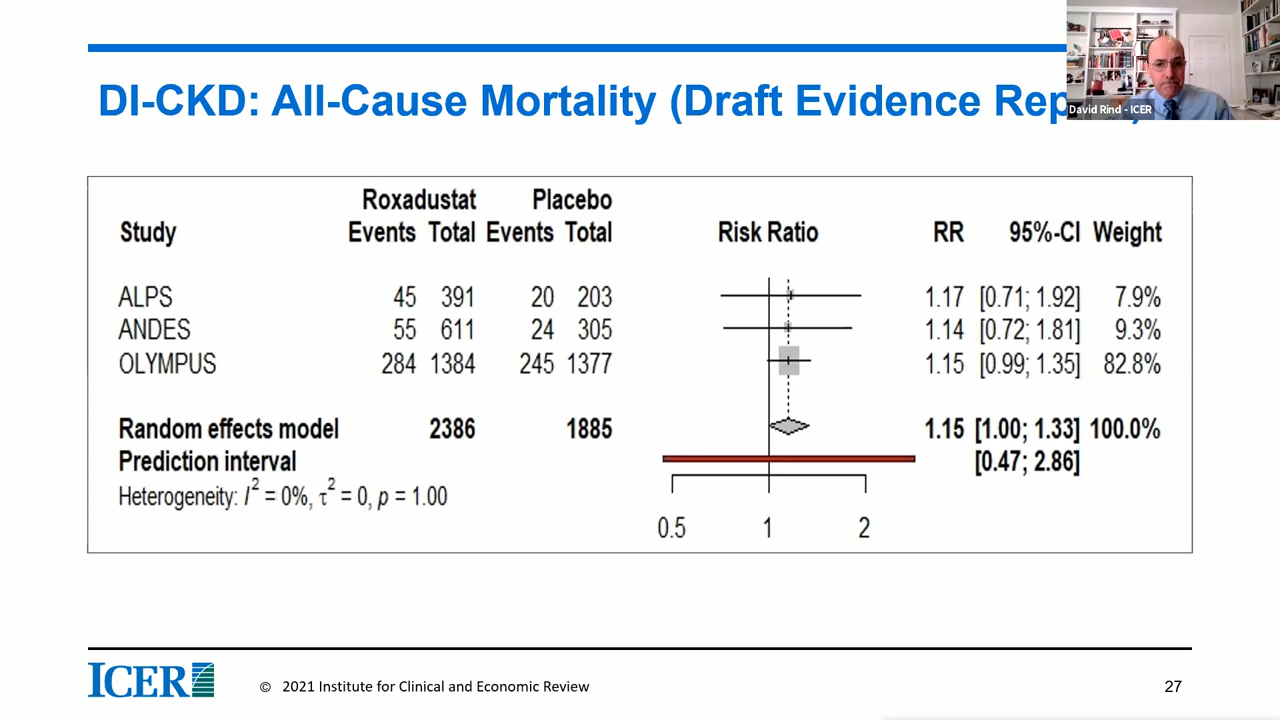 DI-CKD: All-Cause Mortality (Draft Evidence
David Rind - ICER
Roxadustat Placebo
Study Events Total Events Total Risk Ratio RR 95%-CI Weight
ALPS 45 391 20 203 1.17 [0.71; 1.92] 7.9%
ANDES 55 611 24 305 1.14 [0.72; 1.81] 9.3%
OLYMPUS 284 1384 245 1377 1.15 [0.99; 1.35] 82.8%
Random effects model 2386 1885 1.15 [1.00; 1.33] 100.0%
Prediction interval [0.47; 2.86]
Heterogeneity: I² = 0%, τ² = 0, p = 1.00
0.5 1 2
ICER © 2021 Institute for Clinical and Economic Review 27